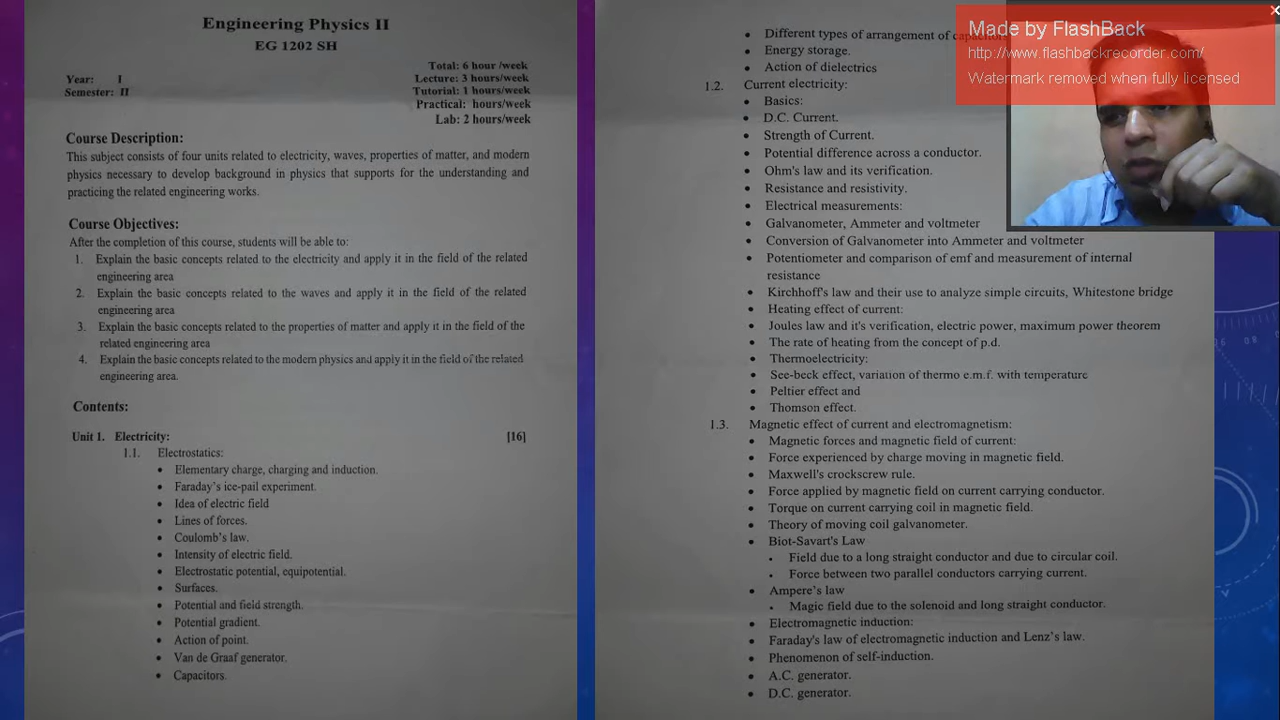 Engineering Physics II
EG 1202 SH
Total: 6 hour /week
Year: I
Lecture: 3 hours/week
Semester: II
Tutorial: 1 hours/week
Practical: hours/week
Lab: 2 hours/week
Course Description:
This subject consists of four units related to electricity, waves, properties of matter, and modern
physics necessary to develop background in physics that supports for the understanding and
practicing the related engineering works.
Course Objectives:
After the completion of this course, students will be able to:
1. Explain the basic concepts related to the electricity and apply it in the field of the related
engineering area
2. Explain the basic concepts related to the waves and apply it in the field of the related
engineering area
3. Explain the basic concepts related to the properties of matter and apply it in the field of the
related engineering area
4. Explain the basic concepts related to the modern physics and apply it in the field of the related
engineering area.
Contents:
Unit 1. Electricity: [16]
1.1. Electrostatics:
• Elementary charge, charging and induction.
• Faraday's ice-pail experiment.
• Idea of electric field
• Lines of forces.
• Coulomb's law.
• Intensity of electric field.
• Electrostatic potential, equipotential.
• Surfaces.
• Potential and field strength.
• Potential gradient.
• Action of point.
• Van de Graaf generator.
• Capacitors.
• Different types of arrangement of capacitors
• Energy storage.
• Action of dielectrics
1.2. Current electricity:
• Basics:
• D.C. Current.
• Strength of Current.
• Potential difference across a conductor.
• Ohm's law and its verification.
• Resistance and resistivity.
• Electrical measurements:
• Galvanometer, Ammeter and voltmeter
• Conversion of Galvanometer into Ammeter and voltmeter
• Potentiometer and comparison of emf and measurement of internal
resistance
• Kirchhoff's law and their use to analyze simple circuits, Whitestone bridge
• Heating effect of current:
• Joules law and it's verification, electric power, maximum power theorem
• The rate of heating from the concept of p.d.
• Thermoelectricity:
• See-beck effect, variation of thermo e.m.f. with temperature
• Peltier effect and
• Thomson effect.
1.3. Magnetic effect of current and electromagnetism:
• Magnetic forces and magnetic field of current:
• Force experienced by charge moving in magnetic field.
• Maxwell's crockscrew rule.
• Force applied by magnetic field on current carrying conductor.
• Torque on current carrying coil in magnetic field.
• Theory of moving coil galvanometer.
• Biot-Savart's Law
• Field due to a long straight conductor and due to circular coil.
• Force between two parallel conductors carrying current.
• Ampere's law
• Magic field due to the solenoid and long straight conductor.
• Electromagnetic induction:
• Faraday's law of electromagnetic induction and Lenz's law.
• Phenomenon of self-induction.
• A.C. generator.
• D.C. generator.
Made by FlashBack
http://www.flashbackrecorder.com/
Watermark removed when fully licensed